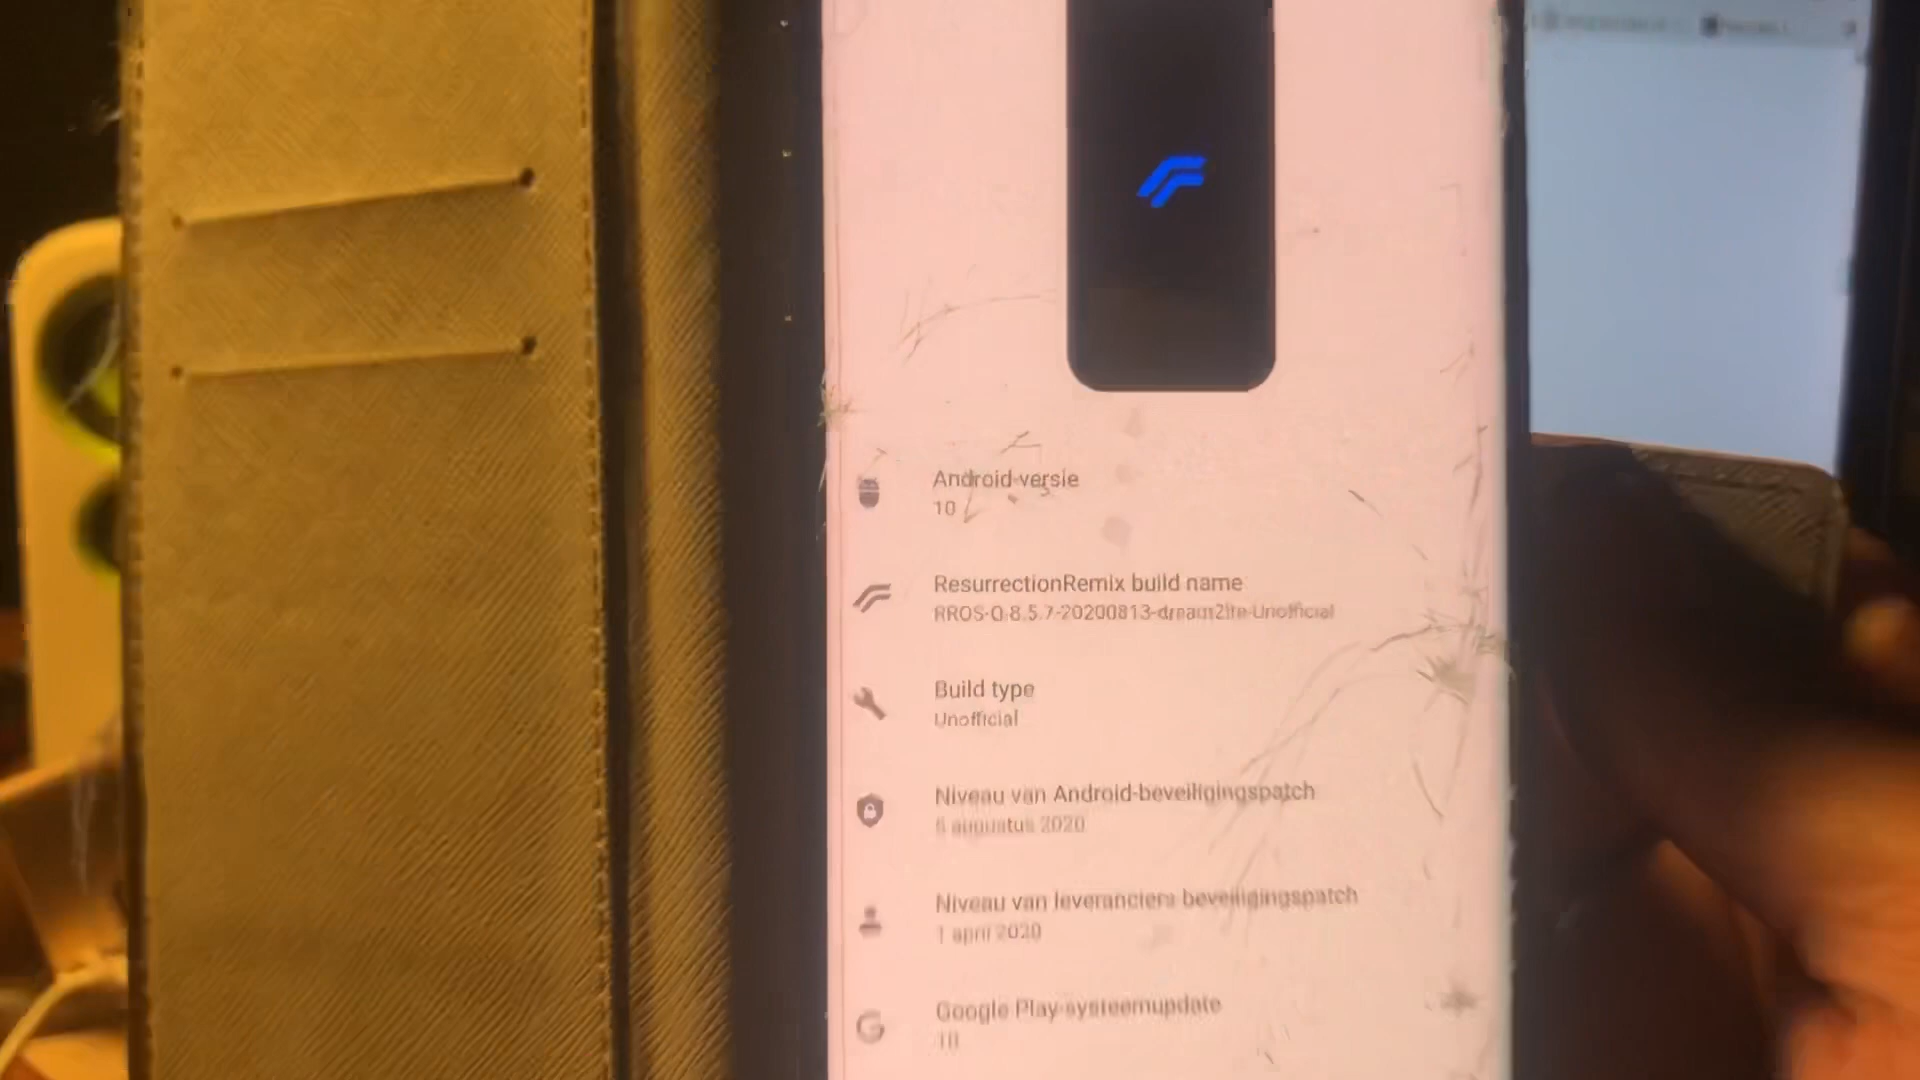 Android-versie
10
ResurrectionRemix build name
RROS-Q-8.5.7-20200813-dream2lte-Unofficial
Build type
Unofficial
Niveau van Android-beveiligingspatch
5 augustus 2020
Niveau van leveranciers beveiligingspatch
1 april 2020
Google Play-systeemupdate
10